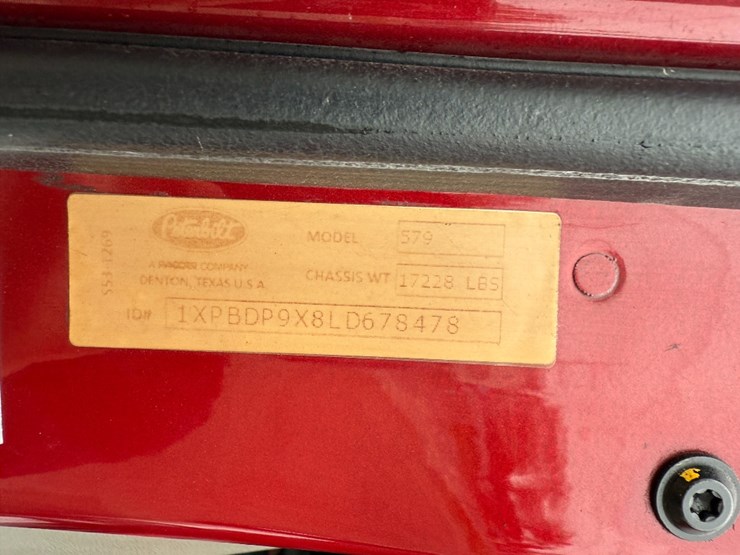 Peterbilt
A PACCAR COMPANY
DENTON, TEXAS U.S.A.
MODEL 579
CHASSIS WT 17228 LBS
ID# 1XPBDP9X8LD678478